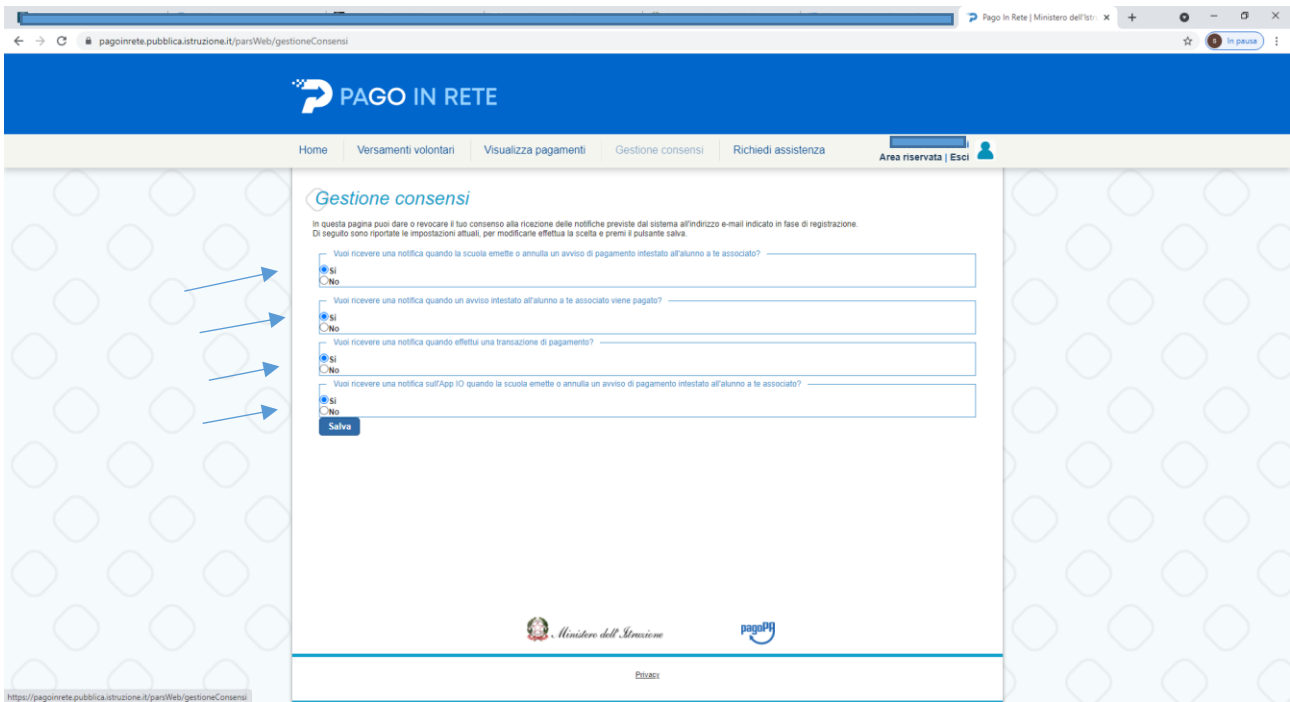 Pago In Rete | Ministero dell'Istr
pagoinrete.pubblica.istruzione.it/parsWeb/gestioneConsensi
In pausa
PAGO IN RETE
Home Versamenti volontari Visualizza pagamenti Gestione consensi Richiedi assistenza
Area riservata | Esci
Gestione consensi
In questa pagina puoi dare o revocare il tuo consenso alla ricezione delle notifiche previste dal sistema all'indirizzo e-mail indicato in fase di registrazione.
Di seguito sono riportate le impostazioni attuali, per modificarle effettua la scelta e premi il pulsante salva.
Vuoi ricevere una notifica quando la scuola emette o annulla un avviso di pagamento intestato all'alunno a te associato?
Si
No
Vuoi ricevere una notifica quando un avviso intestato all'alunno a te associato viene pagato?
Si
No
Vuoi ricevere una notifica quando effettui una transazione di pagamento?
Si
No
Vuoi ricevere una notifica sull'App IO quando la scuola emette o annulla un avviso di pagamento intestato all'alunno a te associato?
Si
No
Salva
Ministero dell'Istruzione
pagoPA
Privacy
https://pagoinrete.pubblica.istruzione.it/parsWeb/gestioneConsensi